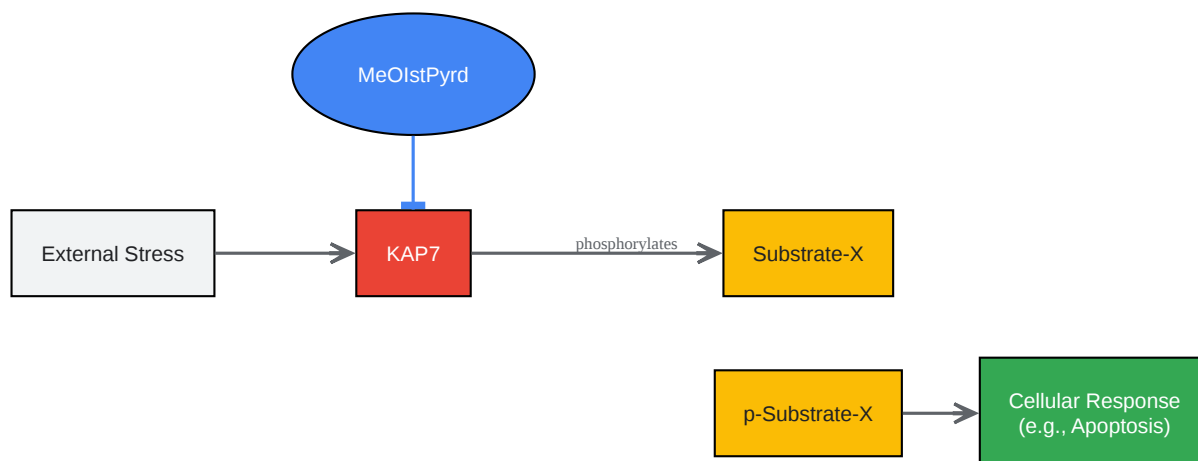 MeOIstPyrd
External Stress
KAP7
phosphorylates
Substrate-X
p-Substrate-X
Cellular Response
(e.g., Apoptosis)